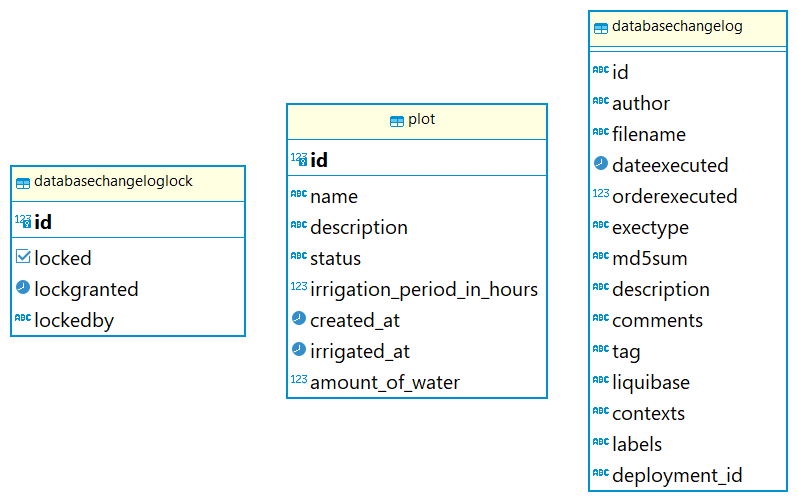 databasechangeloglock
123 id
locked
lockgranted
ABC lockedby
plot
123 id
ABC name
ABC description
ABC status
123 irrigation_period_in_hours
created_at
irrigated_at
123 amount_of_water
databasechangelog
ABC id
ABC author
ABC filename
dateexecuted
123 orderexecuted
ABC exectype
ABC md5sum
ABC description
ABC comments
ABC tag
ABC liquibase
ABC contexts
ABC labels
ABC deployment_id